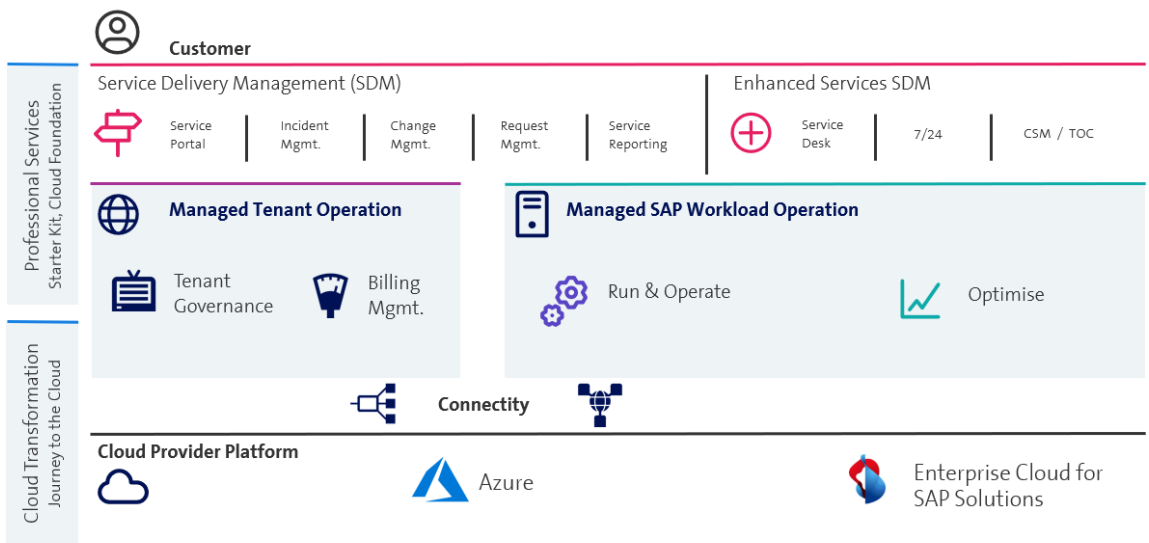 Customer
Professional Services
Starter Kit, Cloud Foundation
Service Delivery Management (SDM)
Enhanced Services SDM
Service
Portal
Incident
Mgmt.
Change
Mgmt.
Request
Mgmt.
Service
Reporting
Service
Desk
7/24
CSM / TOC
Managed Tenant Operation
Managed SAP Workload Operation
Tenant
Governance
Billing
Mgmt.
Run & Operate
Optimise
Cloud Transformation
Journey to the Cloud
Connectity
Cloud Provider Platform
Azure
Enterprise Cloud for
SAP Solutions